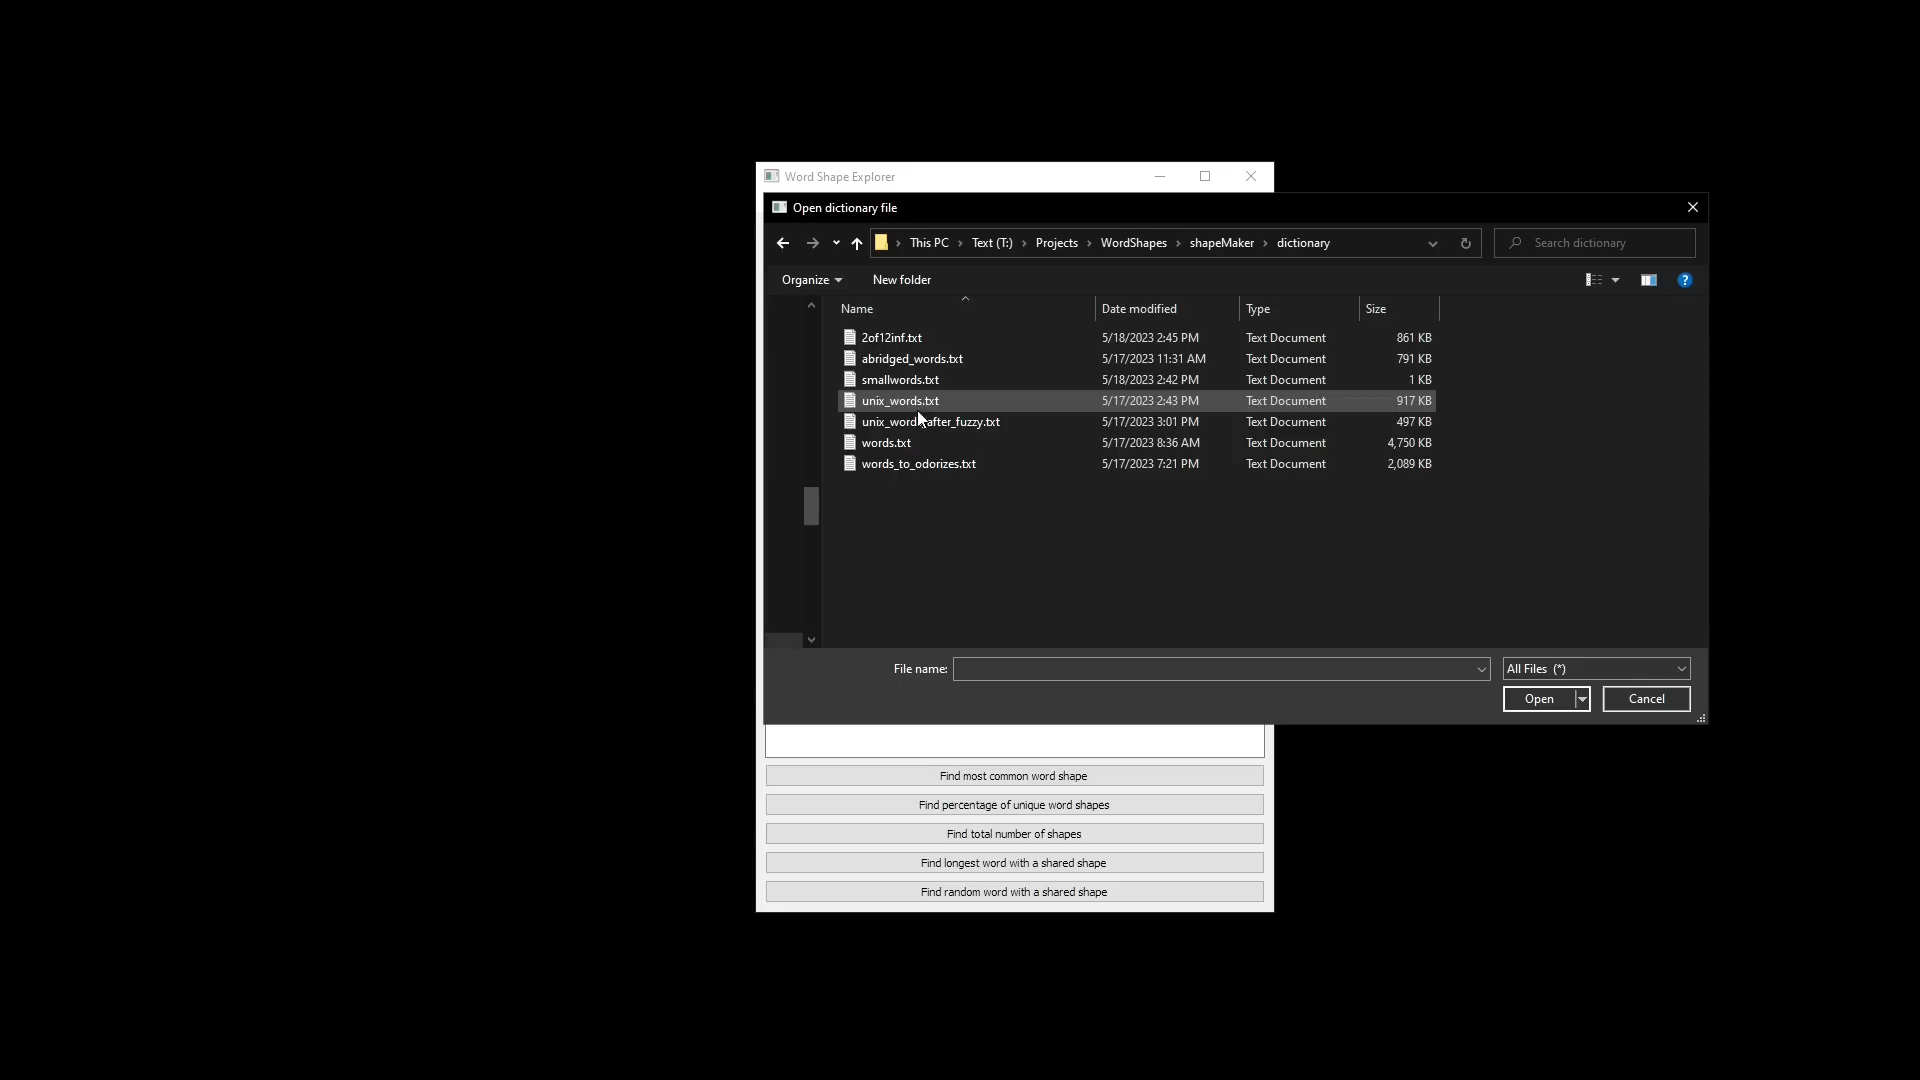 Word Shape Explorer
Open dictionary file
This PC > Text (T:) > Projects > WordShapes > shapeMaker > dictionary
Search dictionary
Organize
New folder
?
Name Date modified Type Size
2of12inf.txt 5/18/2023 2:45 PM Text Document 861 KB
abridged_words.txt 5/17/2023 11:31 AM Text Document 791 KB
smallwords.txt 5/18/2023 2:42 PM Text Document 1 KB
unix_words.txt 5/17/2023 2:43 PM Text Document 917 KB
unix_words_after_fuzzy.txt 5/17/2023 3:01 PM Text Document 497 KB
words.txt 5/17/2023 8:36 AM Text Document 4,750 KB
words_to_odorizes.txt 5/17/2023 7:21 PM Text Document 2,089 KB
File name:
All Files (*)
Open
Cancel
Find most common word shape
Find percentage of unique word shapes
Find total number of shapes
Find longest word with a shared shape
Find random word with a shared shape